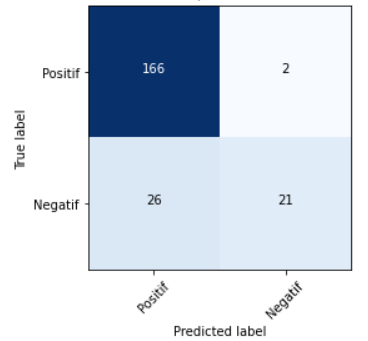 Positif 166 2
True label
Negatif 26 21
Positif Negatif
Predicted label